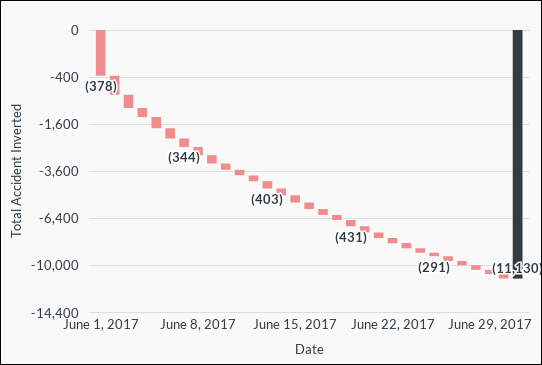 0
-400
-1,600
-3,600
-6,400
-10,000
-14,400
Total Accident Inverted
(378)
(344)
(403)
(431)
(291)
(11,130)
June 1, 2017
June 8, 2017
June 15, 2017
June 22, 2017
June 29, 2017
Date